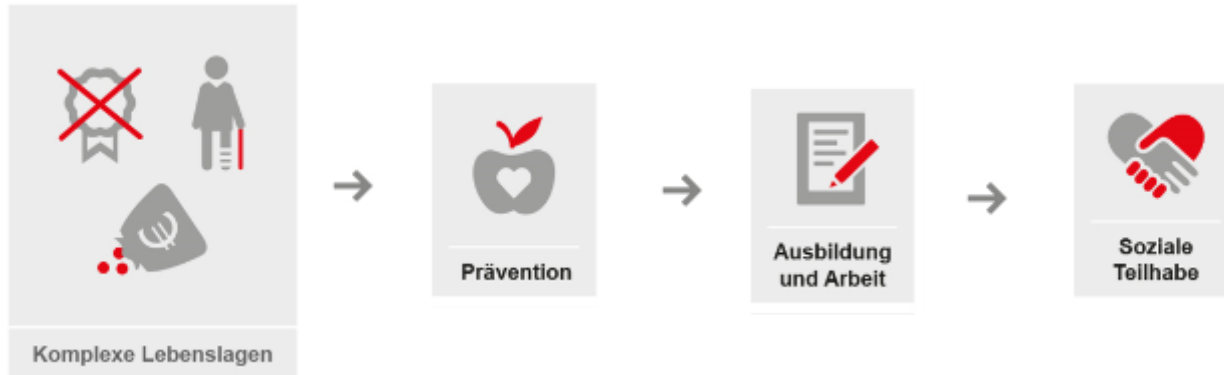 Komplexe Lebenslagen
Prävention
Ausbildung
und Arbeit
Soziale
Teilhabe